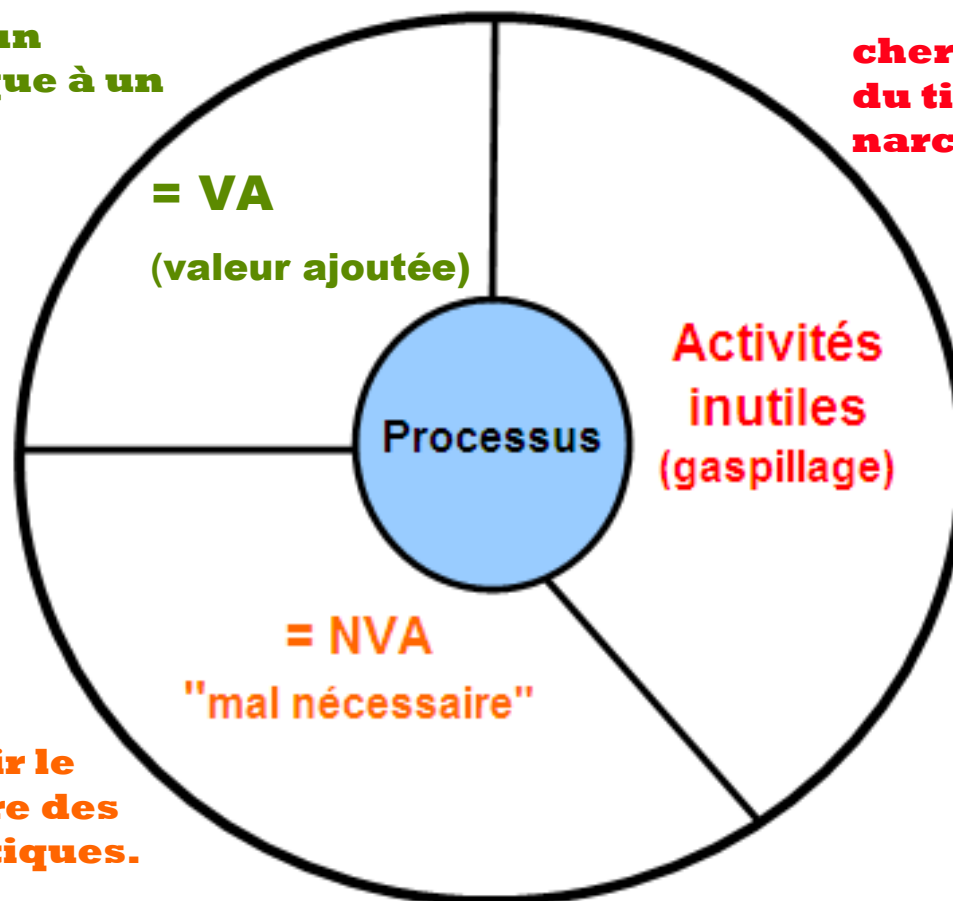 un
que à un
= VA
(valeur ajoutée)
cher
du ti
narc
Activités
inutiles
(gaspillage)
Processus
= NVA
"mal nécessaire"
ir le
re des
tiques.